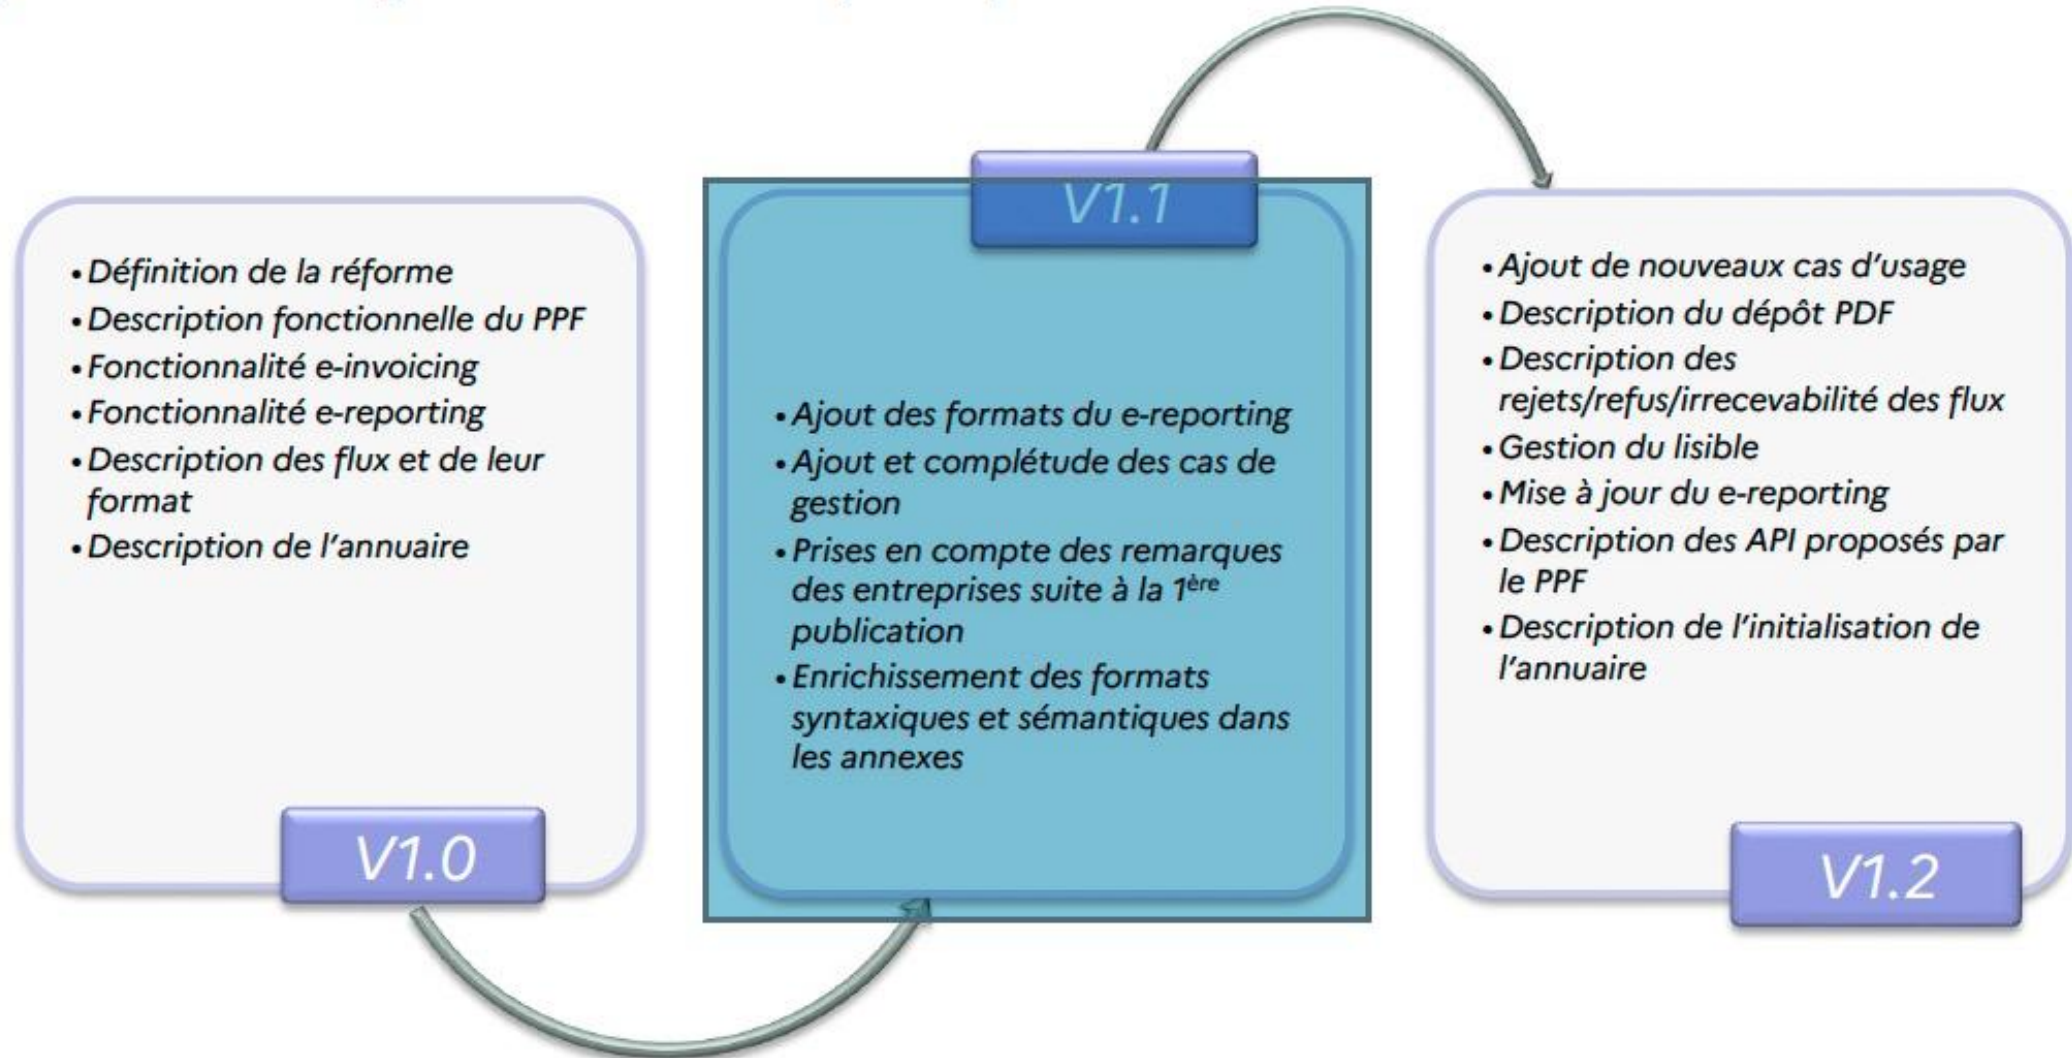 • Définition de la réforme
• Description fonctionnelle du PPF
• Fonctionnalité e-invoicing
• Fonctionnalité e-reporting
• Description des flux et de leur
format
• Description de l'annuaire
V1.0
V1.1
• Ajout des formats du e-reporting
• Ajout et complétude des cas de
gestion
• Prises en compte des remarques
des entreprises suite à la 1ère
publication
• Enrichissement des formats
syntaxiques et sémantiques dans
les annexes
• Ajout de nouveaux cas d'usage
• Description du dépôt PDF
• Description des
rejets/refus/irrecevabilité des flux
• Gestion du lisible
• Mise à jour du e-reporting
• Description des API proposés par
le PPF
• Description de l'initialisation de
l'annuaire
V1.2